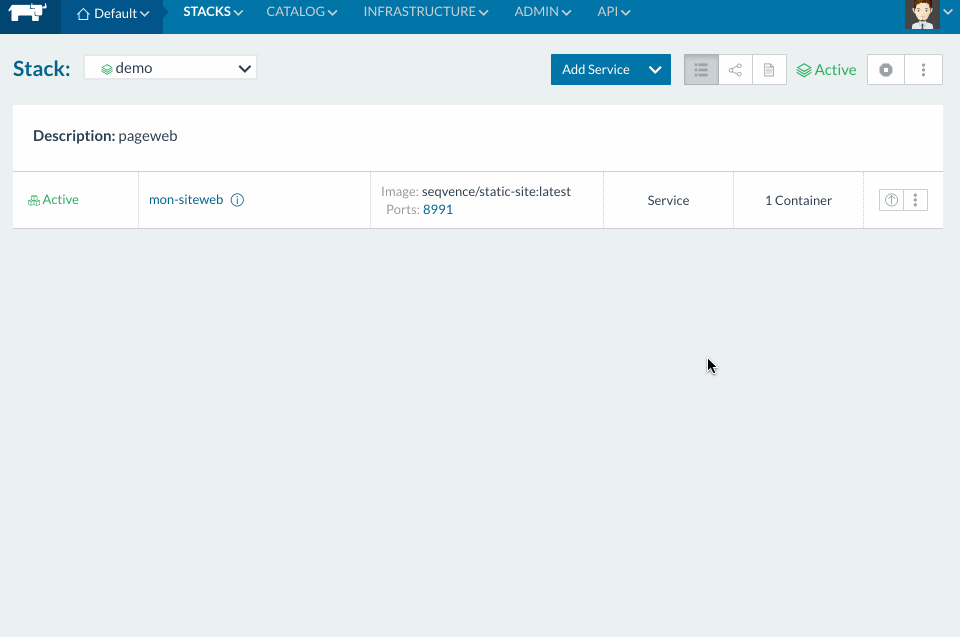 Default STACKS CATALOG INFRASTRUCTURE ADMIN API
Stack: demo Add Service Active
Description: pageweb
Active mon-siteweb Image: seqvence/static-site:latest Service 1 Container
Ports: 8991